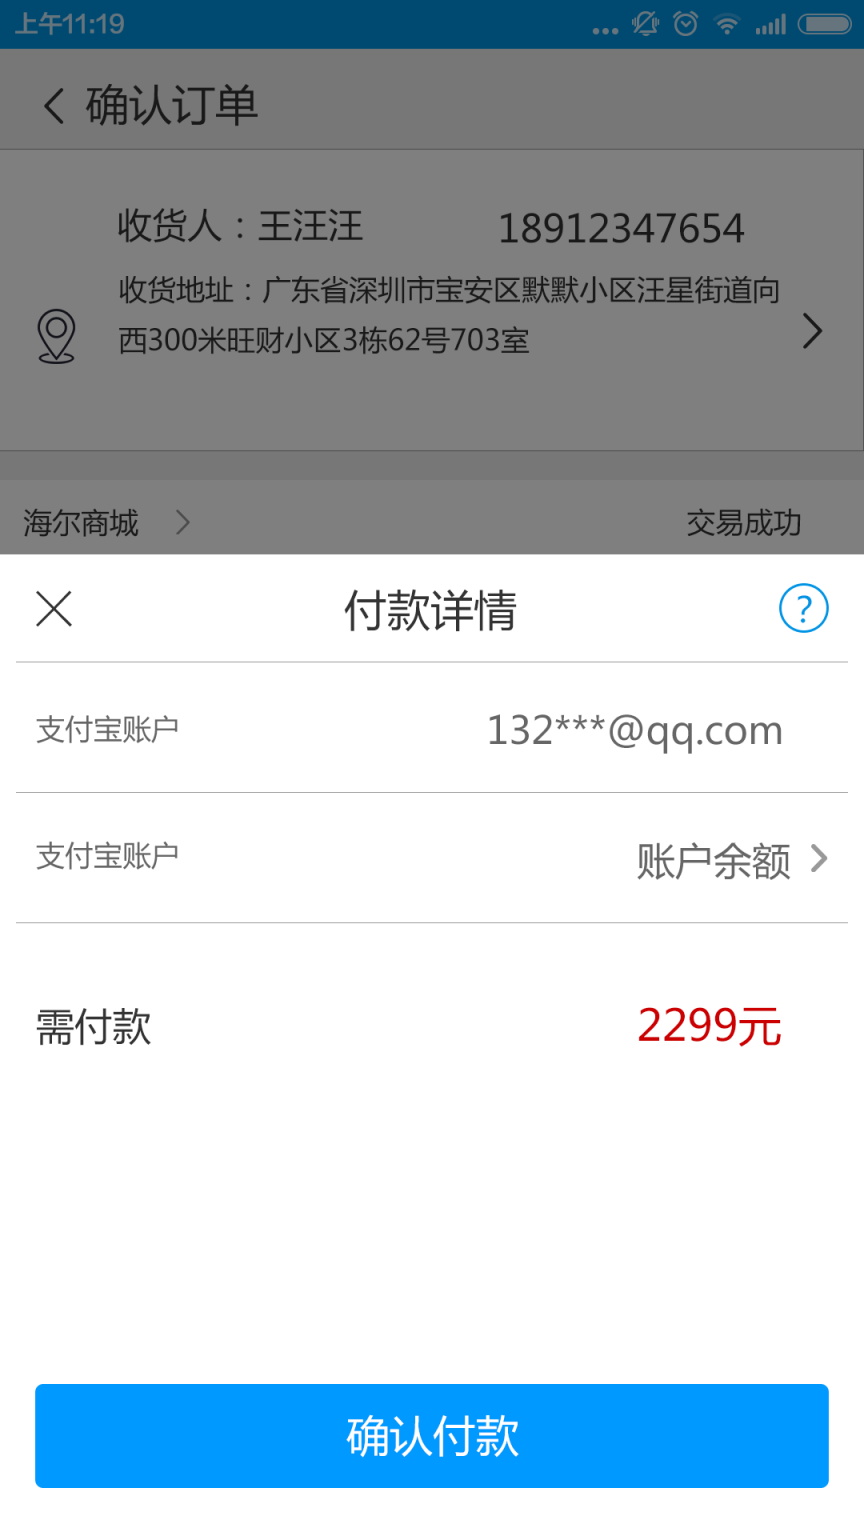 上午11:19
确认订单
收货人：王汪汪 18912347654
收货地址：广东省深圳市宝安区默默小区汪星街道向
西300米旺财小区3栋62号703室
海尔商城 交易成功
付款详情 ?
支付宝账户 132***@qq.com
支付宝账户 账户余额
需付款 2299元
确认付款